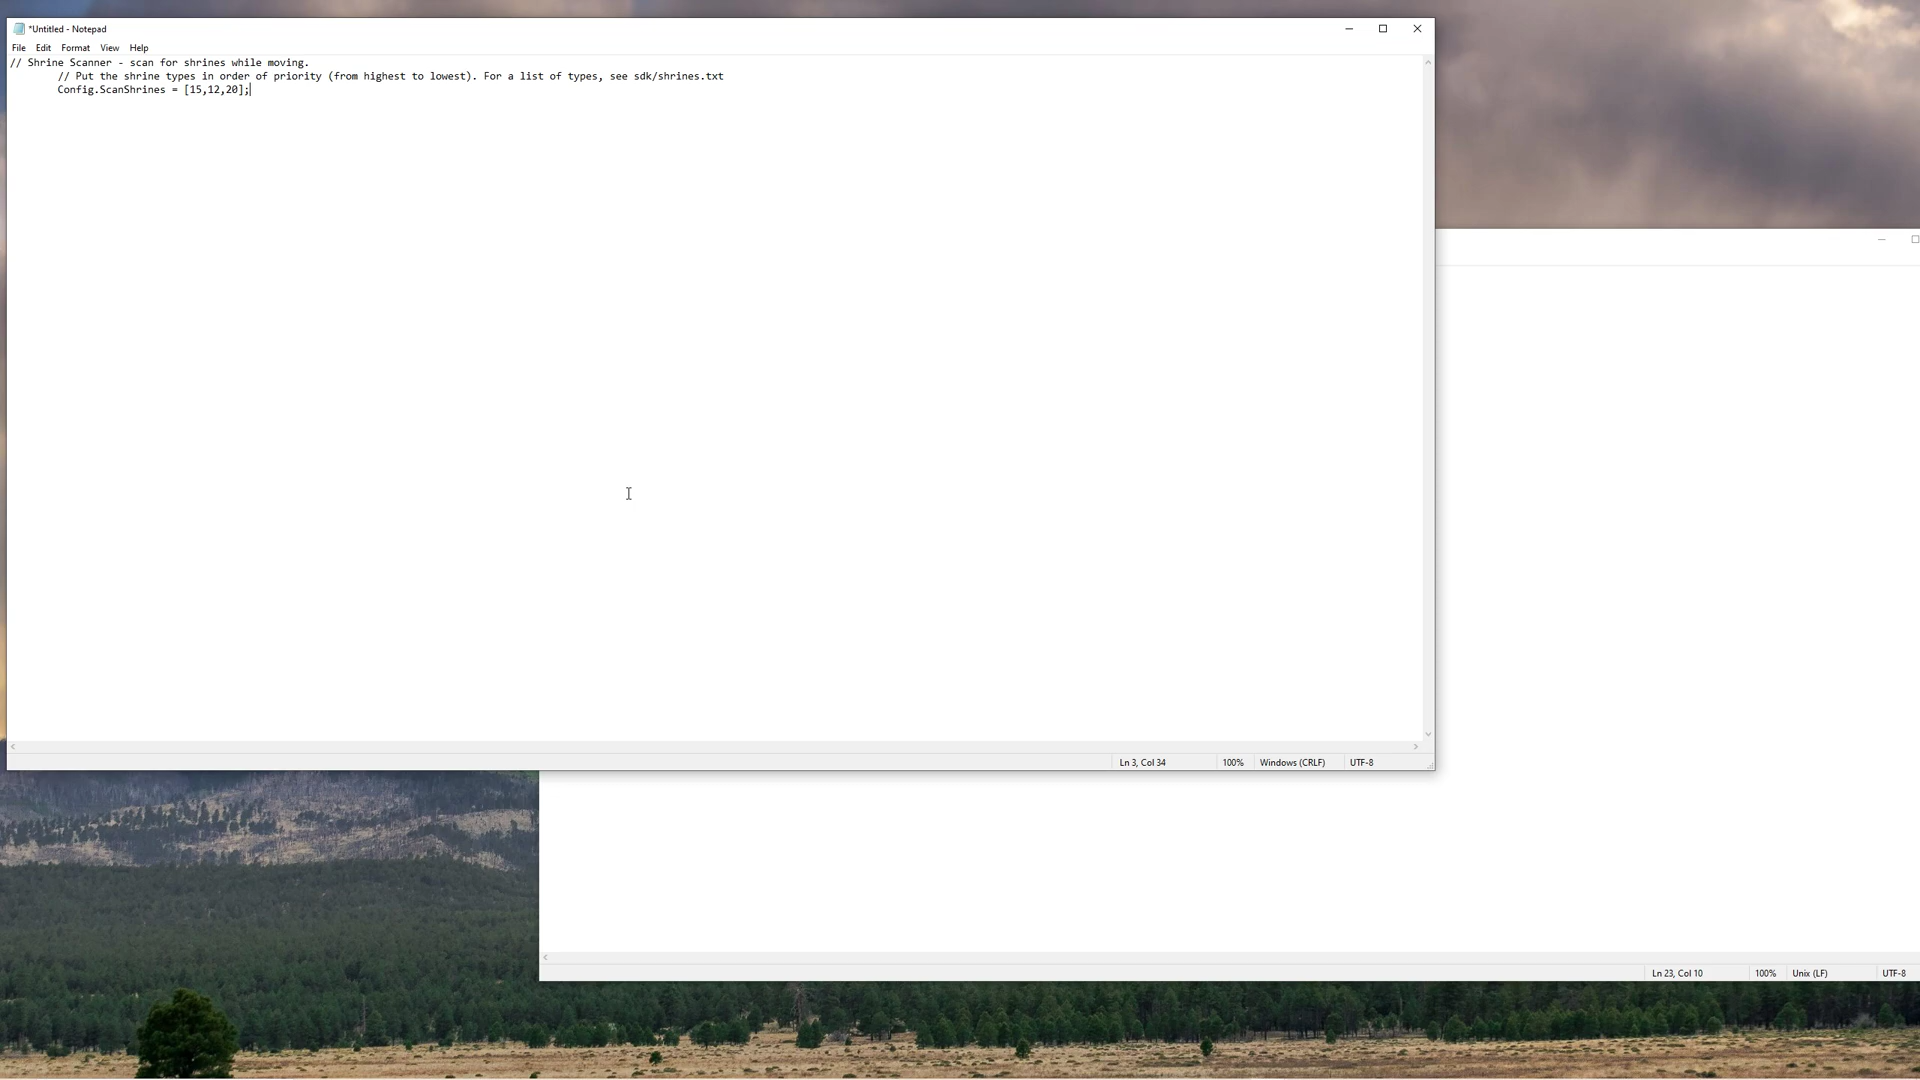 *Untitled - Notepad
File Edit Format View Help
// Shrine Scanner - scan for shrines while moving.
// Put the shrine types in order of priority (from highest to lowest). For a list of types, see sdk/shrines.txt
Config.ScanShrines = [15,12,20];
Ln 3, Col 34 100% Windows (CRLF) UTF-8
Ln 23, Col 10 100% Unix (LF) UTF-8